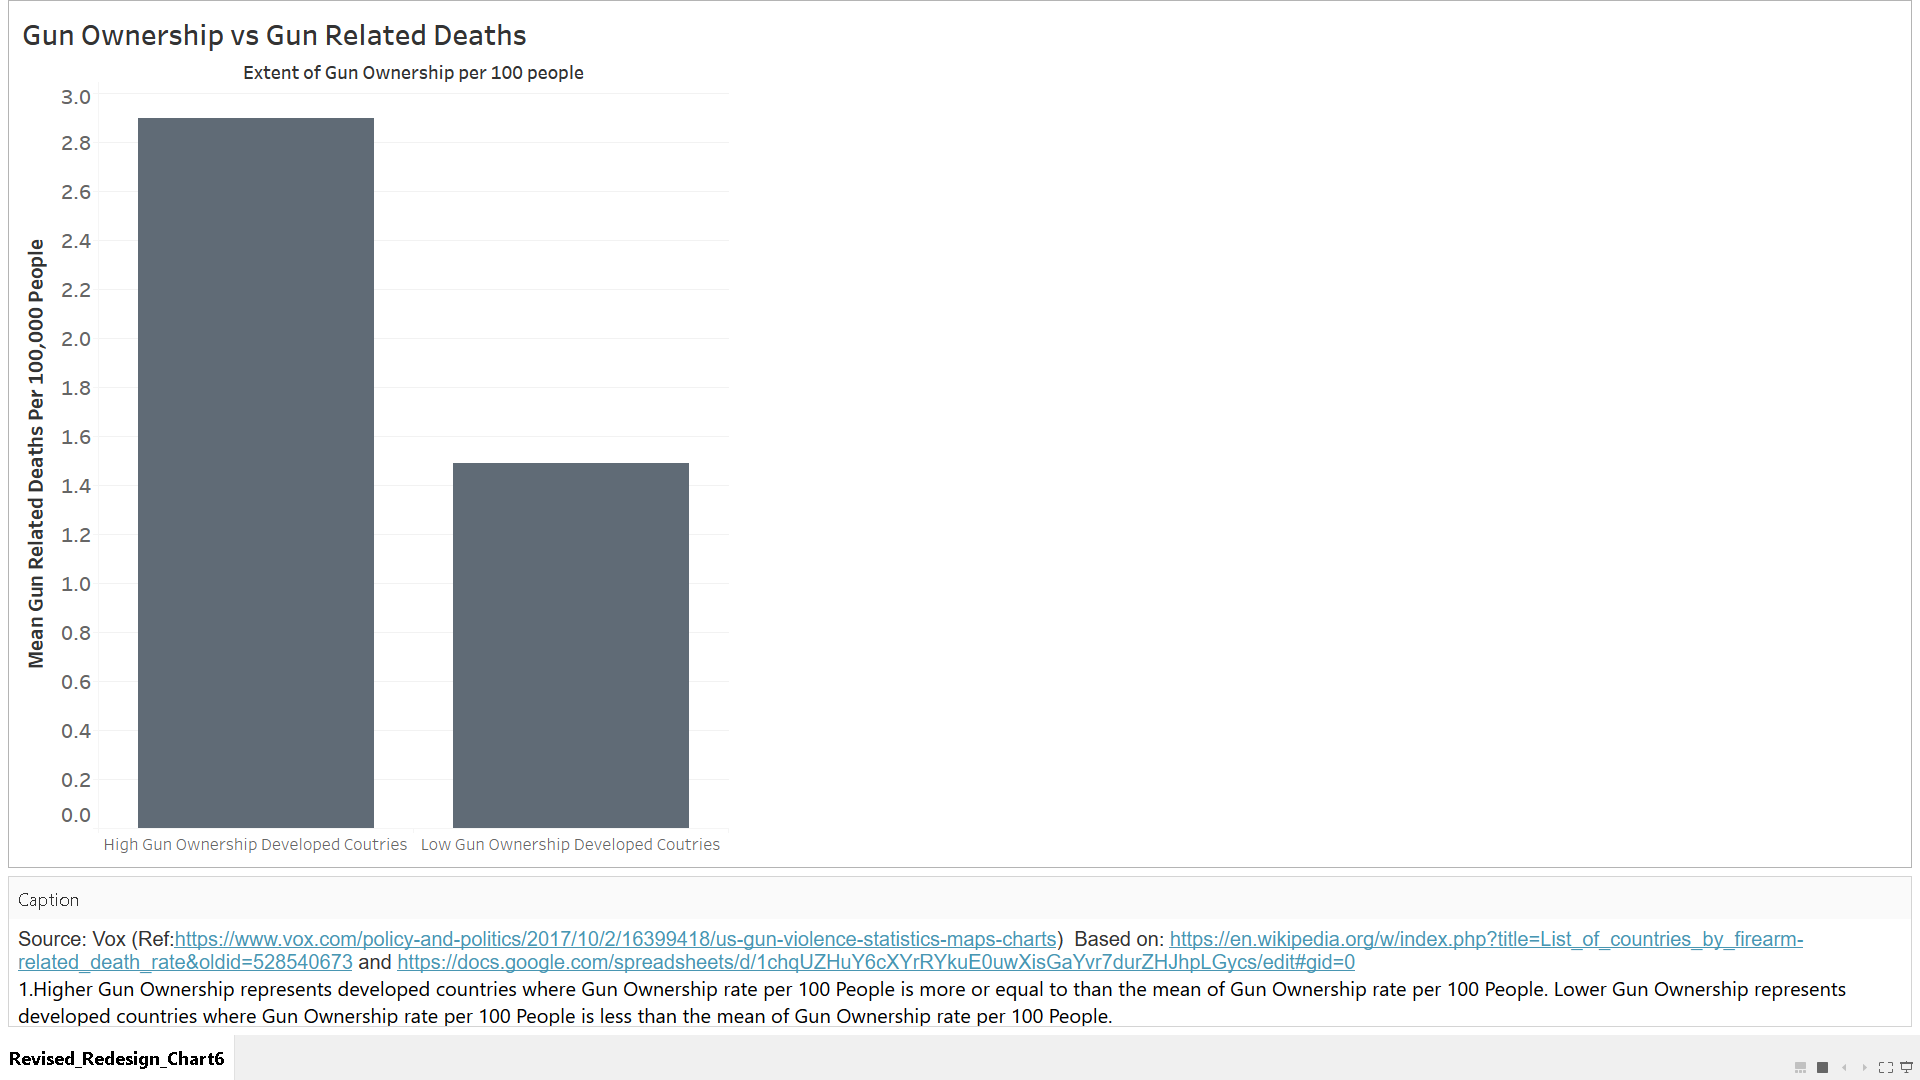 Gun Ownership vs Gun Related Deaths
Extent of Gun Ownership per 100 people
Mean Gun Related Deaths Per 100,000 People
3.0
2.8
2.6
2.4
2.2
2.0
1.8
1.6
1.4
1.2
1.0
0.8
0.6
0.4
0.2
0.0
High Gun Ownership Developed Coutries
Low Gun Ownership Developed Coutries
Caption
Source: Vox (Ref:https://www.vox.com/policy-and-politics/2017/10/2/16399418/us-gun-violence-statistics-maps-charts)  Based on: https://en.wikipedia.org/w/index.php?title=List_of_countries_by_firearm-
related_death_rate&oldid=528540673 and https://docs.google.com/spreadsheets/d/1chqUZHuY6cXYrRYkuE0uwXisGaYvr7durZHJhpLGycs/edit#gid=0
1.Higher Gun Ownership represents developed countries where Gun Ownership rate per 100 People is more or equal to than the mean of Gun Ownership rate per 100 People. Lower Gun Ownership represents
developed countries where Gun Ownership rate per 100 People is less than the mean of Gun Ownership rate per 100 People.
Revised_Redesign_Chart6